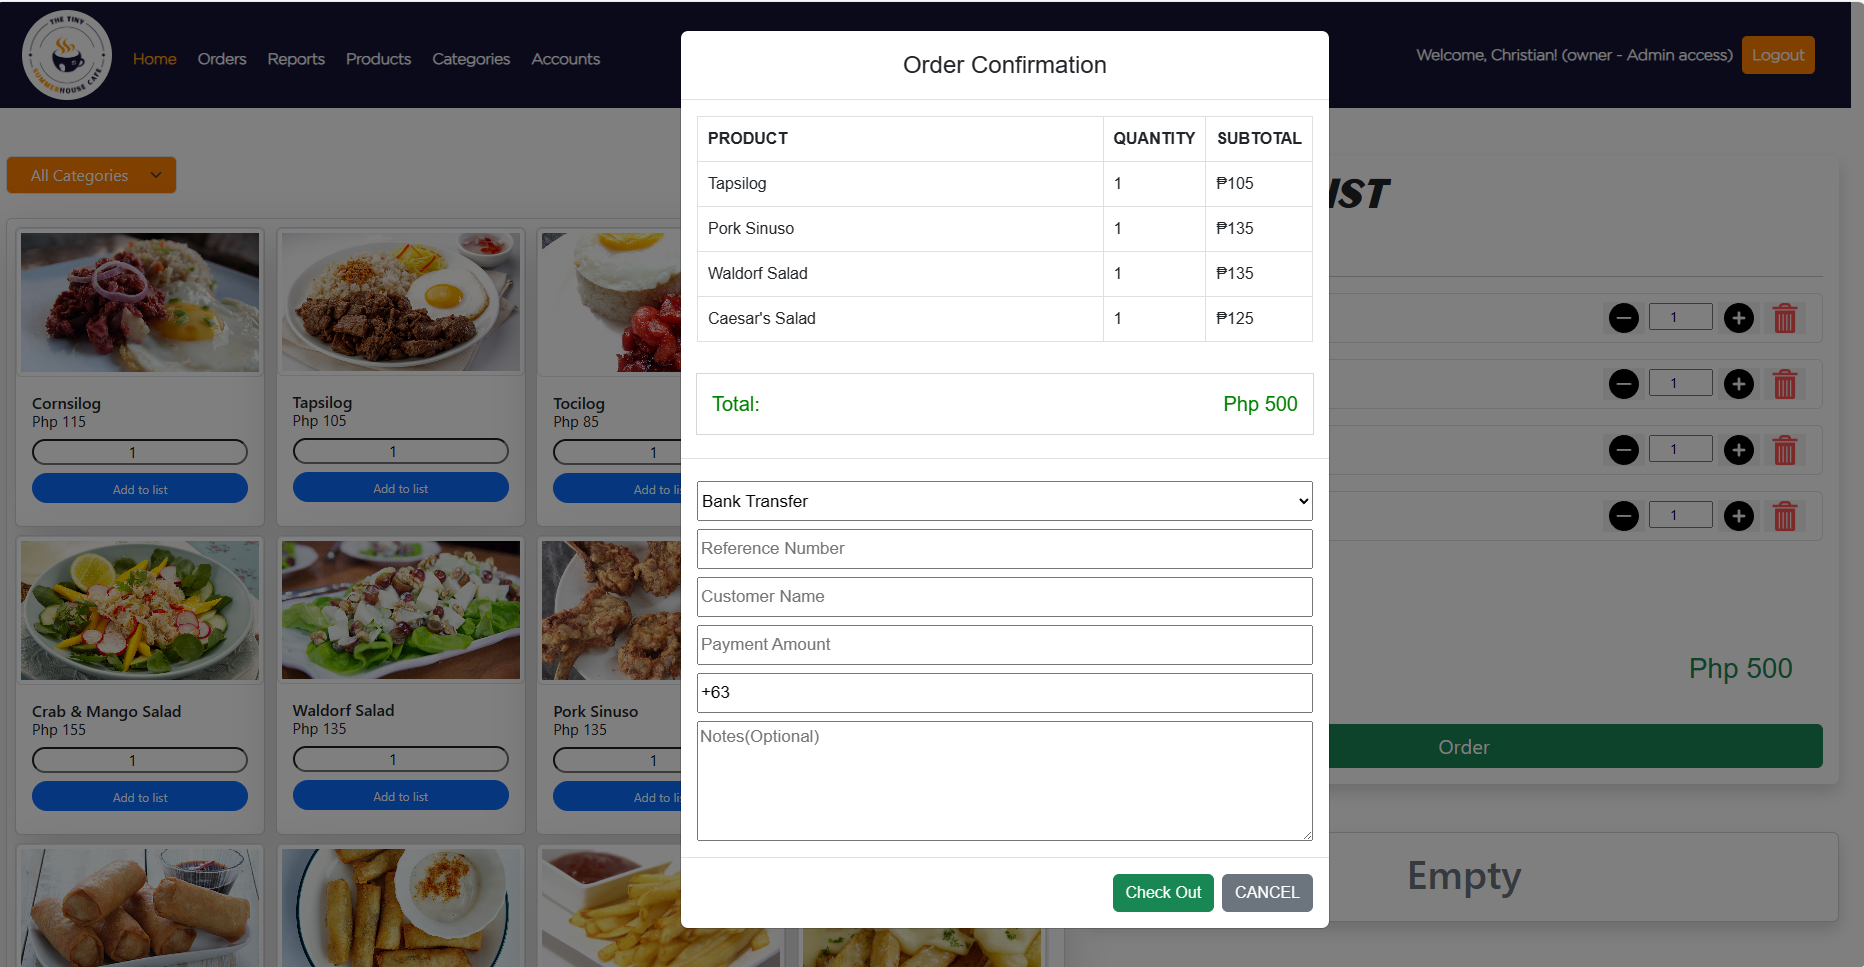 THE TINY
SUMMERHOUSE CAFE
Home Orders Reports Products Categories Accounts
Welcome, Christian! (owner - Admin access) Logout
All Categories
Cornsilog
Php 115
1
Add to list
Tapsilog
Php 105
1
Add to list
Tocilog
Php 85
1
Add to li
Crab & Mango Salad
Php 155
1
Add to list
Waldorf Salad
Php 135
1
Add to list
Pork Sinuso
Php 135
1
Add to li
Order Confirmation
PRODUCT QUANTITY SUBTOTAL
Tapsilog 1 ₱105
Pork Sinuso 1 ₱135
Waldorf Salad 1 ₱135
Caesar's Salad 1 ₱125
Total: Php 500
Bank Transfer
Reference Number
Customer Name
Payment Amount
+63
Notes(Optional)
Check Out CANCEL
IST
1
1
1
1
Php 500
Order
Empty